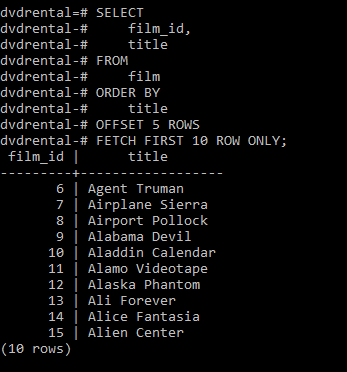 dvdrental=# SELECT
dvdrental-#     film_id,
dvdrental-#     title
dvdrental-# FROM
dvdrental-#     film
dvdrental-# ORDER BY
dvdrental-#     title
dvdrental-# OFFSET 5 ROWS
dvdrental-# FETCH FIRST 10 ROW ONLY;
 film_id |      title
---------+------------------
       6 | Agent Truman
       7 | Airplane Sierra
       8 | Airport Pollock
       9 | Alabama Devil
      10 | Aladdin Calendar
      11 | Alamo Videotape
      12 | Alaska Phantom
      13 | Ali Forever
      14 | Alice Fantasia
      15 | Alien Center
(10 rows)